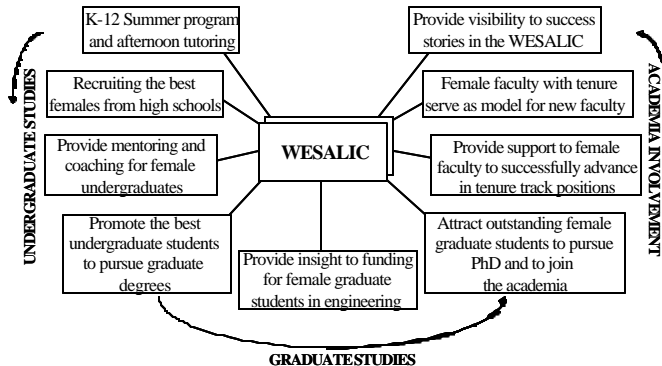 K-12 Summer program
and afternoon tutoring
Provide visibility to success
stories in the WESALIC
Recruiting the best
females from high schools
Female faculty with tenure
serve as model for new faculty
Provide mentoring and
coaching for female
undergraduates
WESALIC
Provide support to female
faculty to successfully advance
in tenure track positions
Promote the best
undergraduate students
to pursue graduate
degrees
Provide insight to funding
for female graduate
students in engineering
Attract outstanding female
graduate students to pursue
PhD and to join
the academia
UNDERGRADUATE STUDIES
ACADEMIA INVOLVEMENT
GRADUATE STUDIES